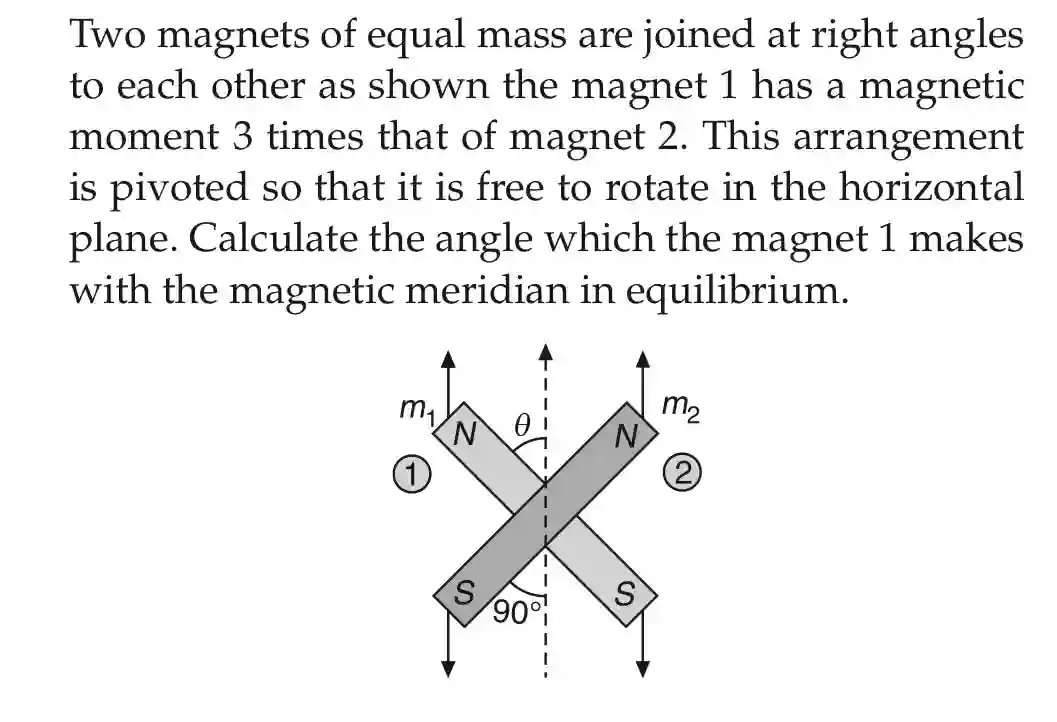 Two magnets of equal mass are joined at right angles
to each other as shown the magnet 1 has a magnetic
moment 3 times that of magnet 2. This arrangement
is pivoted so that it is free to rotate in the horizontal
plane. Calculate the angle which the magnet 1 makes
with the magnetic meridian in equilibrium.
m₁ θ m₂
N N
1 2
S S
90°